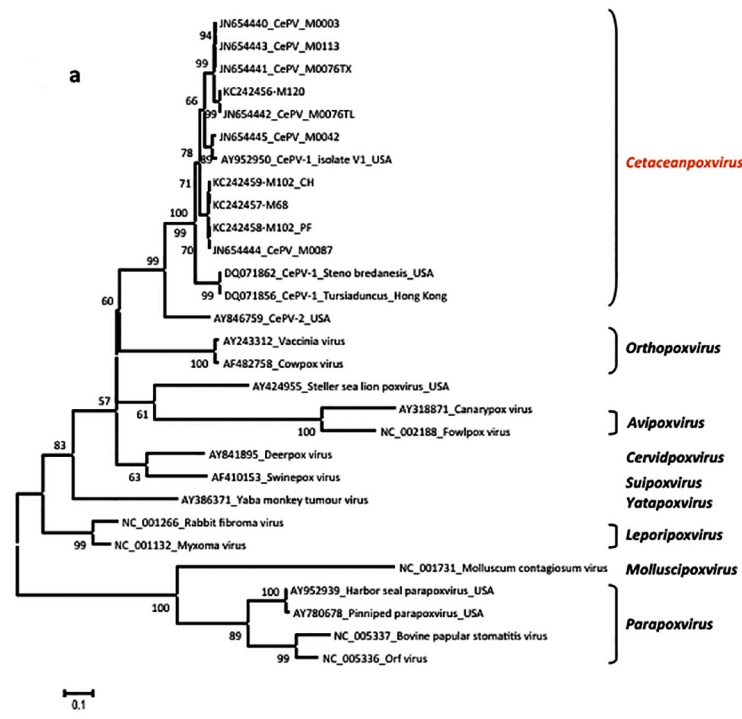 a
94
JN654440_CePV_M0003
JN654443_CePV_M0113
99
JN654441_CePV_M0076TX
66
KC242456-M120
99
JN654442_CePV_M0076TL
JN654445_CePV_M0042
78
89
AY952950_CePV-1_isolate V1_USA
Cetaceanpoxvirus
71
KC242459-M102_CH
KC242457-M68
100
99
KC242458-M102_PF
70
JN654444_CePV_M0087
99
DQ071862_CePV-1_Steno bredanesis_USA
99
DQ071856_CePV-1_Tursiaduncus_Hong Kong
60
AY846759_CePV-2_USA
AY243312_Vaccinia virus
Orthopoxvirus
100
AF482758_Cowpox virus
AY424955_Steller sea lion poxvirus_USA
57
61
AY318871_Canarypox virus
Avipoxvirus
100
NC_002188_Fowlpox virus
83
AY841895_Deerpox virus
Cervidpoxvirus
63
AF410153_Swinepox virus
Suipoxvirus
AY386371_Yaba monkey tumour virus
Yatapoxvirus
NC_001266_Rabbit fibroma virus
Leporipoxvirus
99
NC_001132_Myxoma virus
NC_001731_Molluscum contagiosum virus
Molluscipoxvirus
100
100
AY952939_Harbor seal parapoxvirus_USA
AY780678_Pinniped parapoxvirus_USA
Parapoxvirus
89
NC_005337_Bovine papular stomatitis virus
99
NC_005336_Orf virus
0.1